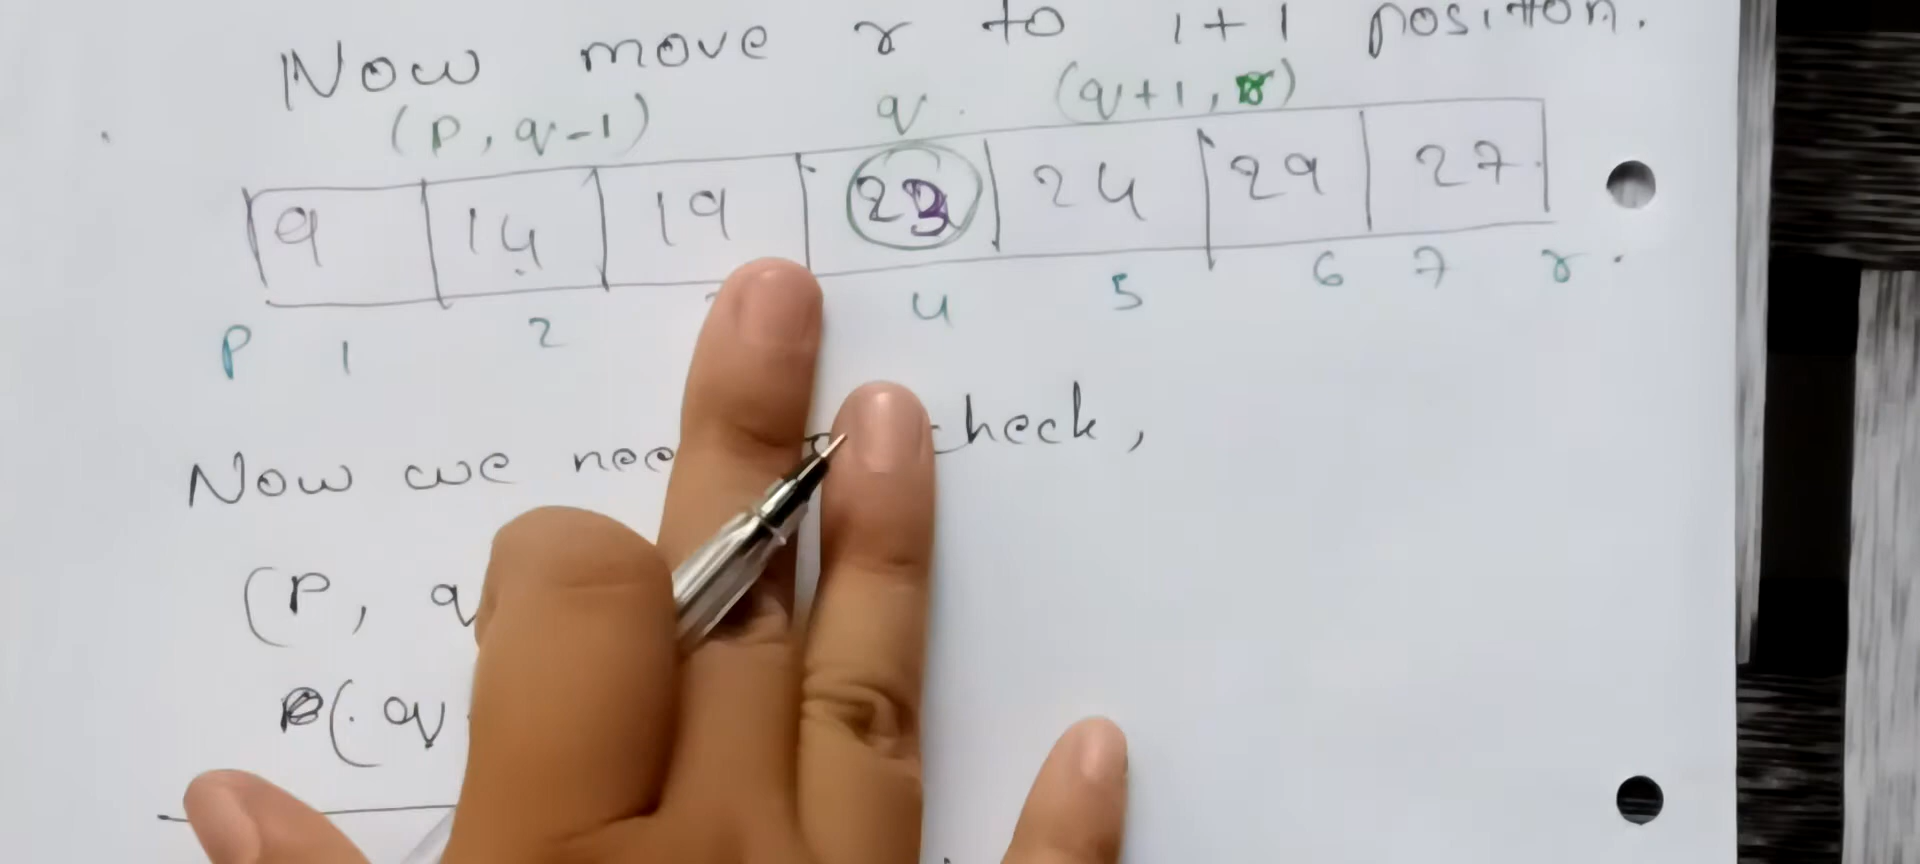 Now move r to i+1 position.
(p, q-1) q. (q+1, r)
9 14 19 23 24 29 27
p 1 2 4 5 6 7 r.
Now we check,
(P, q
(q